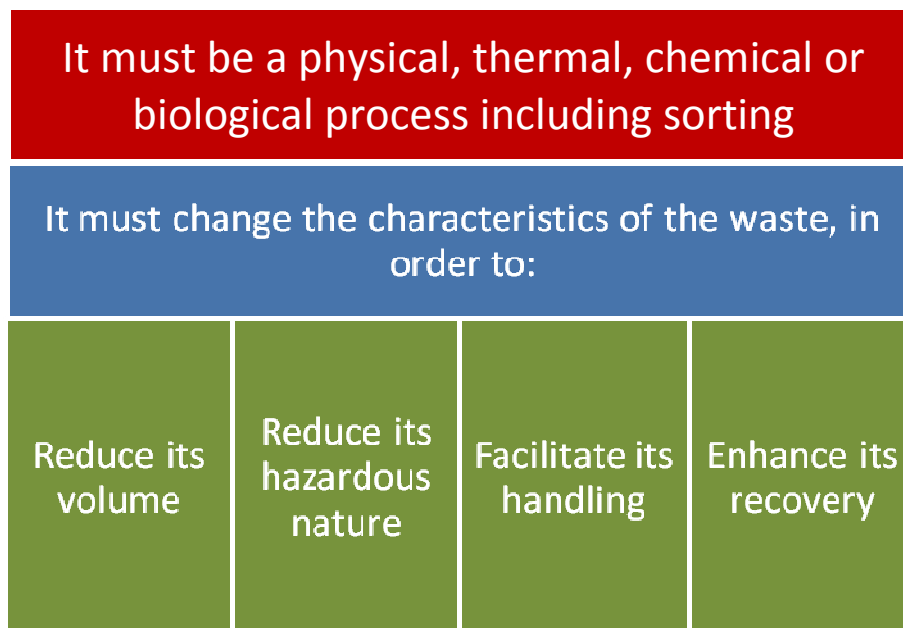 It must be a physical, thermal, chemical or
biological process including sorting
It must change the characteristics of the waste, in
order to:
Reduce its
volume
Reduce its
hazardous
nature
Facilitate its
handling
Enhance its
recovery